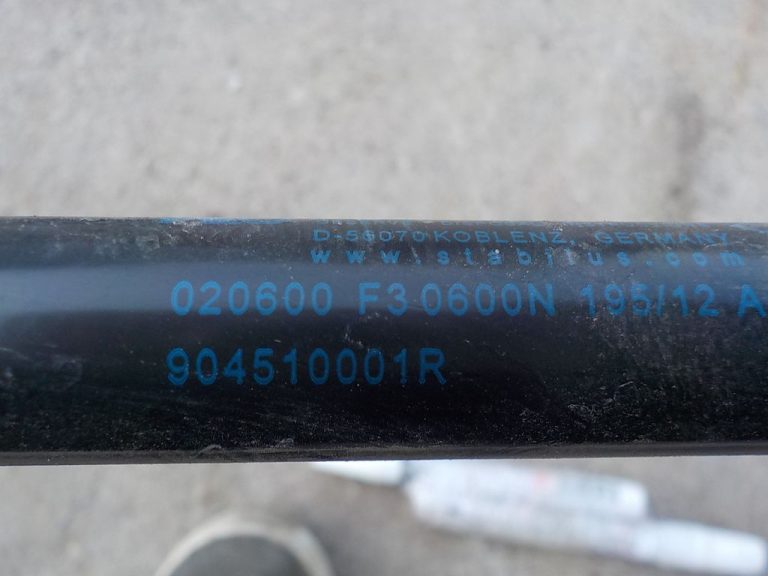 D-56070 KOBLENZ, GERMANY
www.stabilus.com
020600 F3 0600N 195/12 A
904510001R